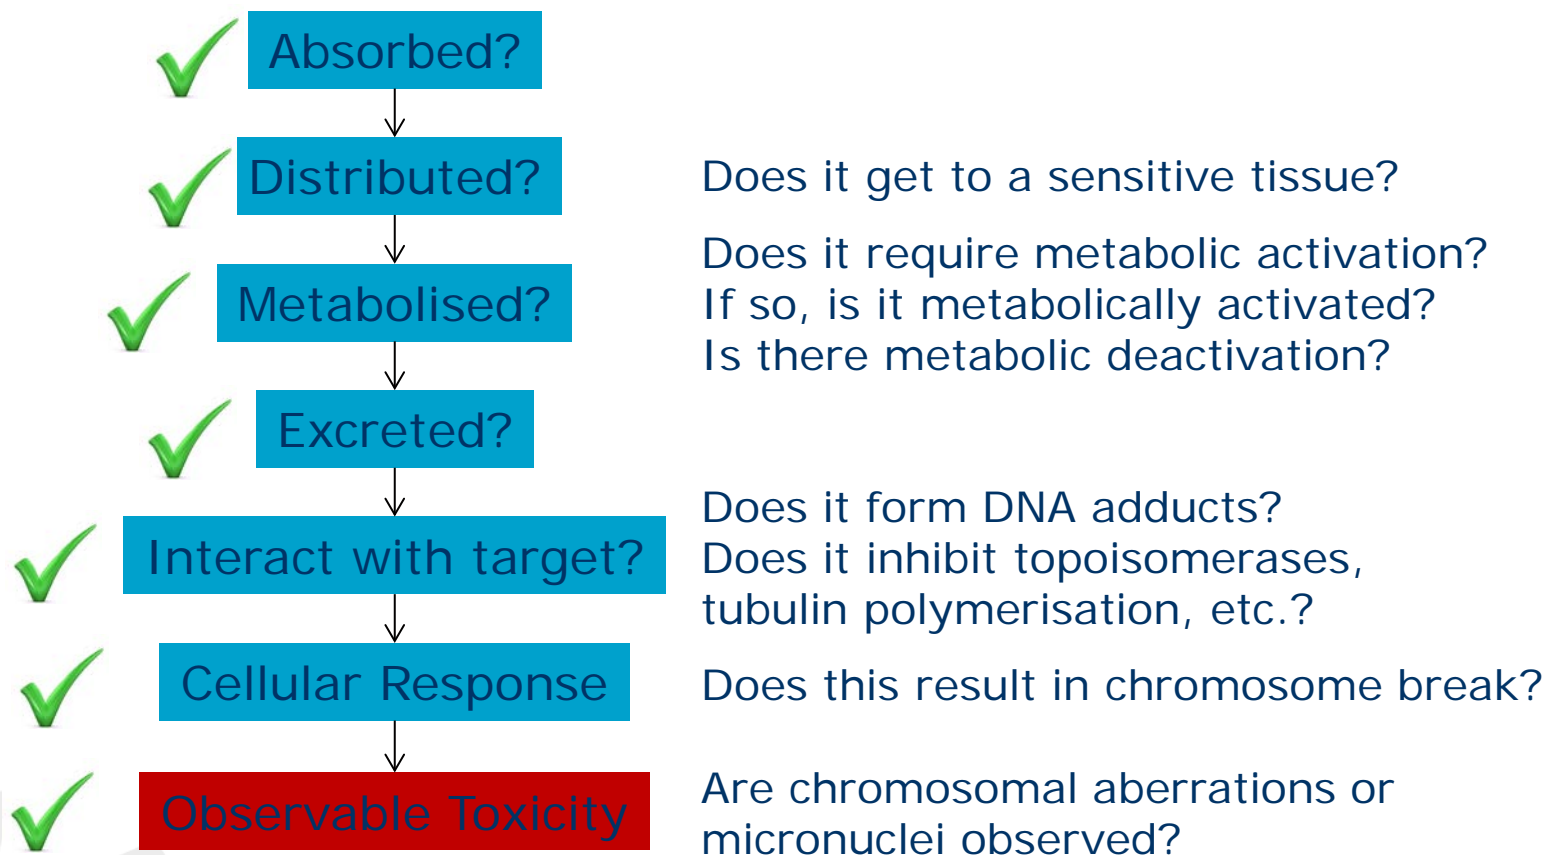 Absorbed?
Distributed?
Does it get to a sensitive tissue?
Metabolised?
Does it require metabolic activation?
If so, is it metabolically activated?
Is there metabolic deactivation?
Excreted?
Interact with target?
Does it form DNA adducts?
Does it inhibit topoisomerases,
tubulin polymerisation, etc.?
Cellular Response
Does this result in chromosome break?
Observable Toxicity
Are chromosomal aberrations or
micronuclei observed?